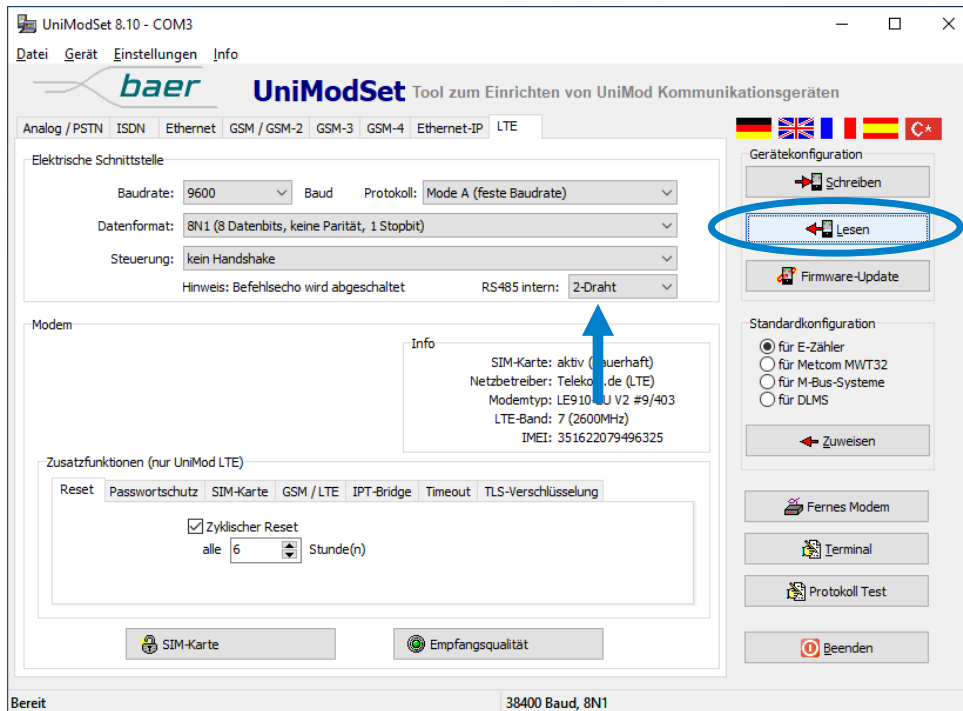 UniModSet 8.10 - COM3
Datei Gerät Einstellungen Info
baer UniModSet Tool zum Einrichten von UniMod Kommunikationsgeräten
Analog / PSTN ISDN Ethernet GSM / GSM-2 GSM-3 GSM-4 Ethernet-IP LTE
Elektrische Schnittstelle
Baudrate: 9600 Baud Protokoll: Mode A (feste Baudrate)
Datenformat: 8N1 (8 Datenbits, keine Parität, 1 Stopbit)
Steuerung: kein Handshake
Hinweis: Befehlsecho wird abgeschaltet RS485 intern: 2-Draht
Modem
Info
SIM-Karte: aktiv
Netzbetreiber: (LTE)
Modemtyp: V2 #9/403
LTE-Band: 7 (2600MHz)
IMEI: 351622079496325
Zusatzfunktionen (nur UniMod LTE)
Reset Passwortschutz SIM-Karte GSM / LTE IPT-Bridge Timeout TLS-Verschlüsselung
Zyklischer Reset
alle 6 Stunde(n)
SIM-Karte Empfangsqualität
Gerätekonfiguration
Schreiben
Lesen
Firmware-Update
Standardkonfiguration
für E-Zähler
für Metcom MWT32
für M-Bus-Systeme
für DLMS
Zuweisen
Fernes Modem
Terminal
Protokoll Test
Beenden
Bereit 38400 Baud, 8N1